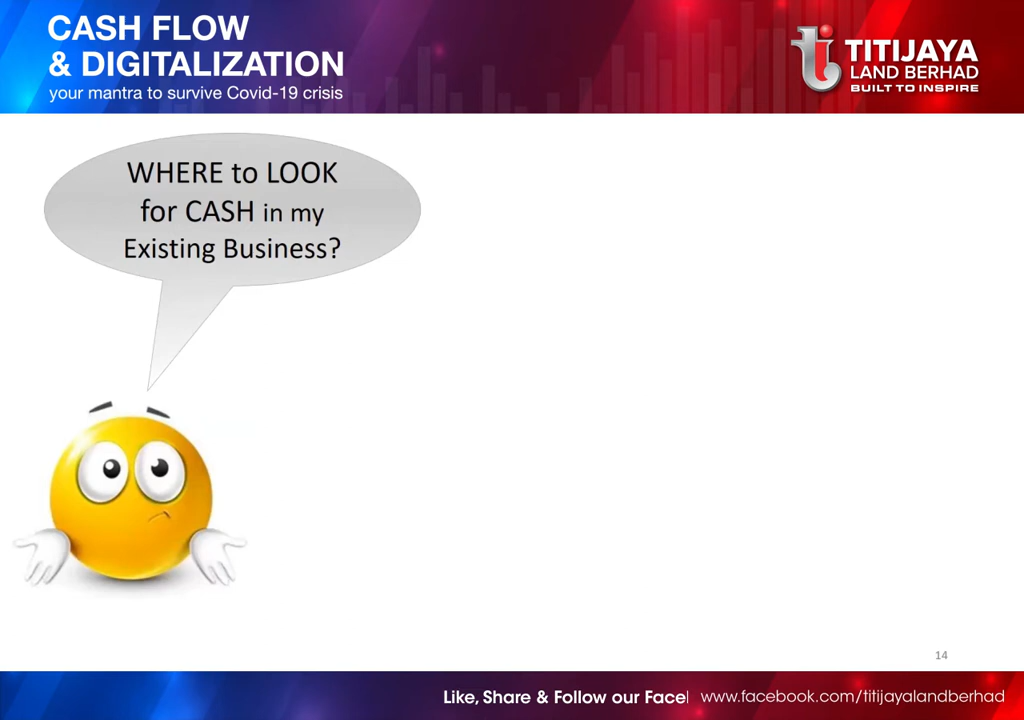 CASH FLOW
& DIGITALIZATION
your mantra to survive Covid-19 crisis
TITIJAYA
LAND BERHAD
BUILT TO INSPIRE
WHERE to LOOK
for CASH in my
Existing Business?
14
Like, Share & Follow our Face www.facebook.com/titijayalandberhad